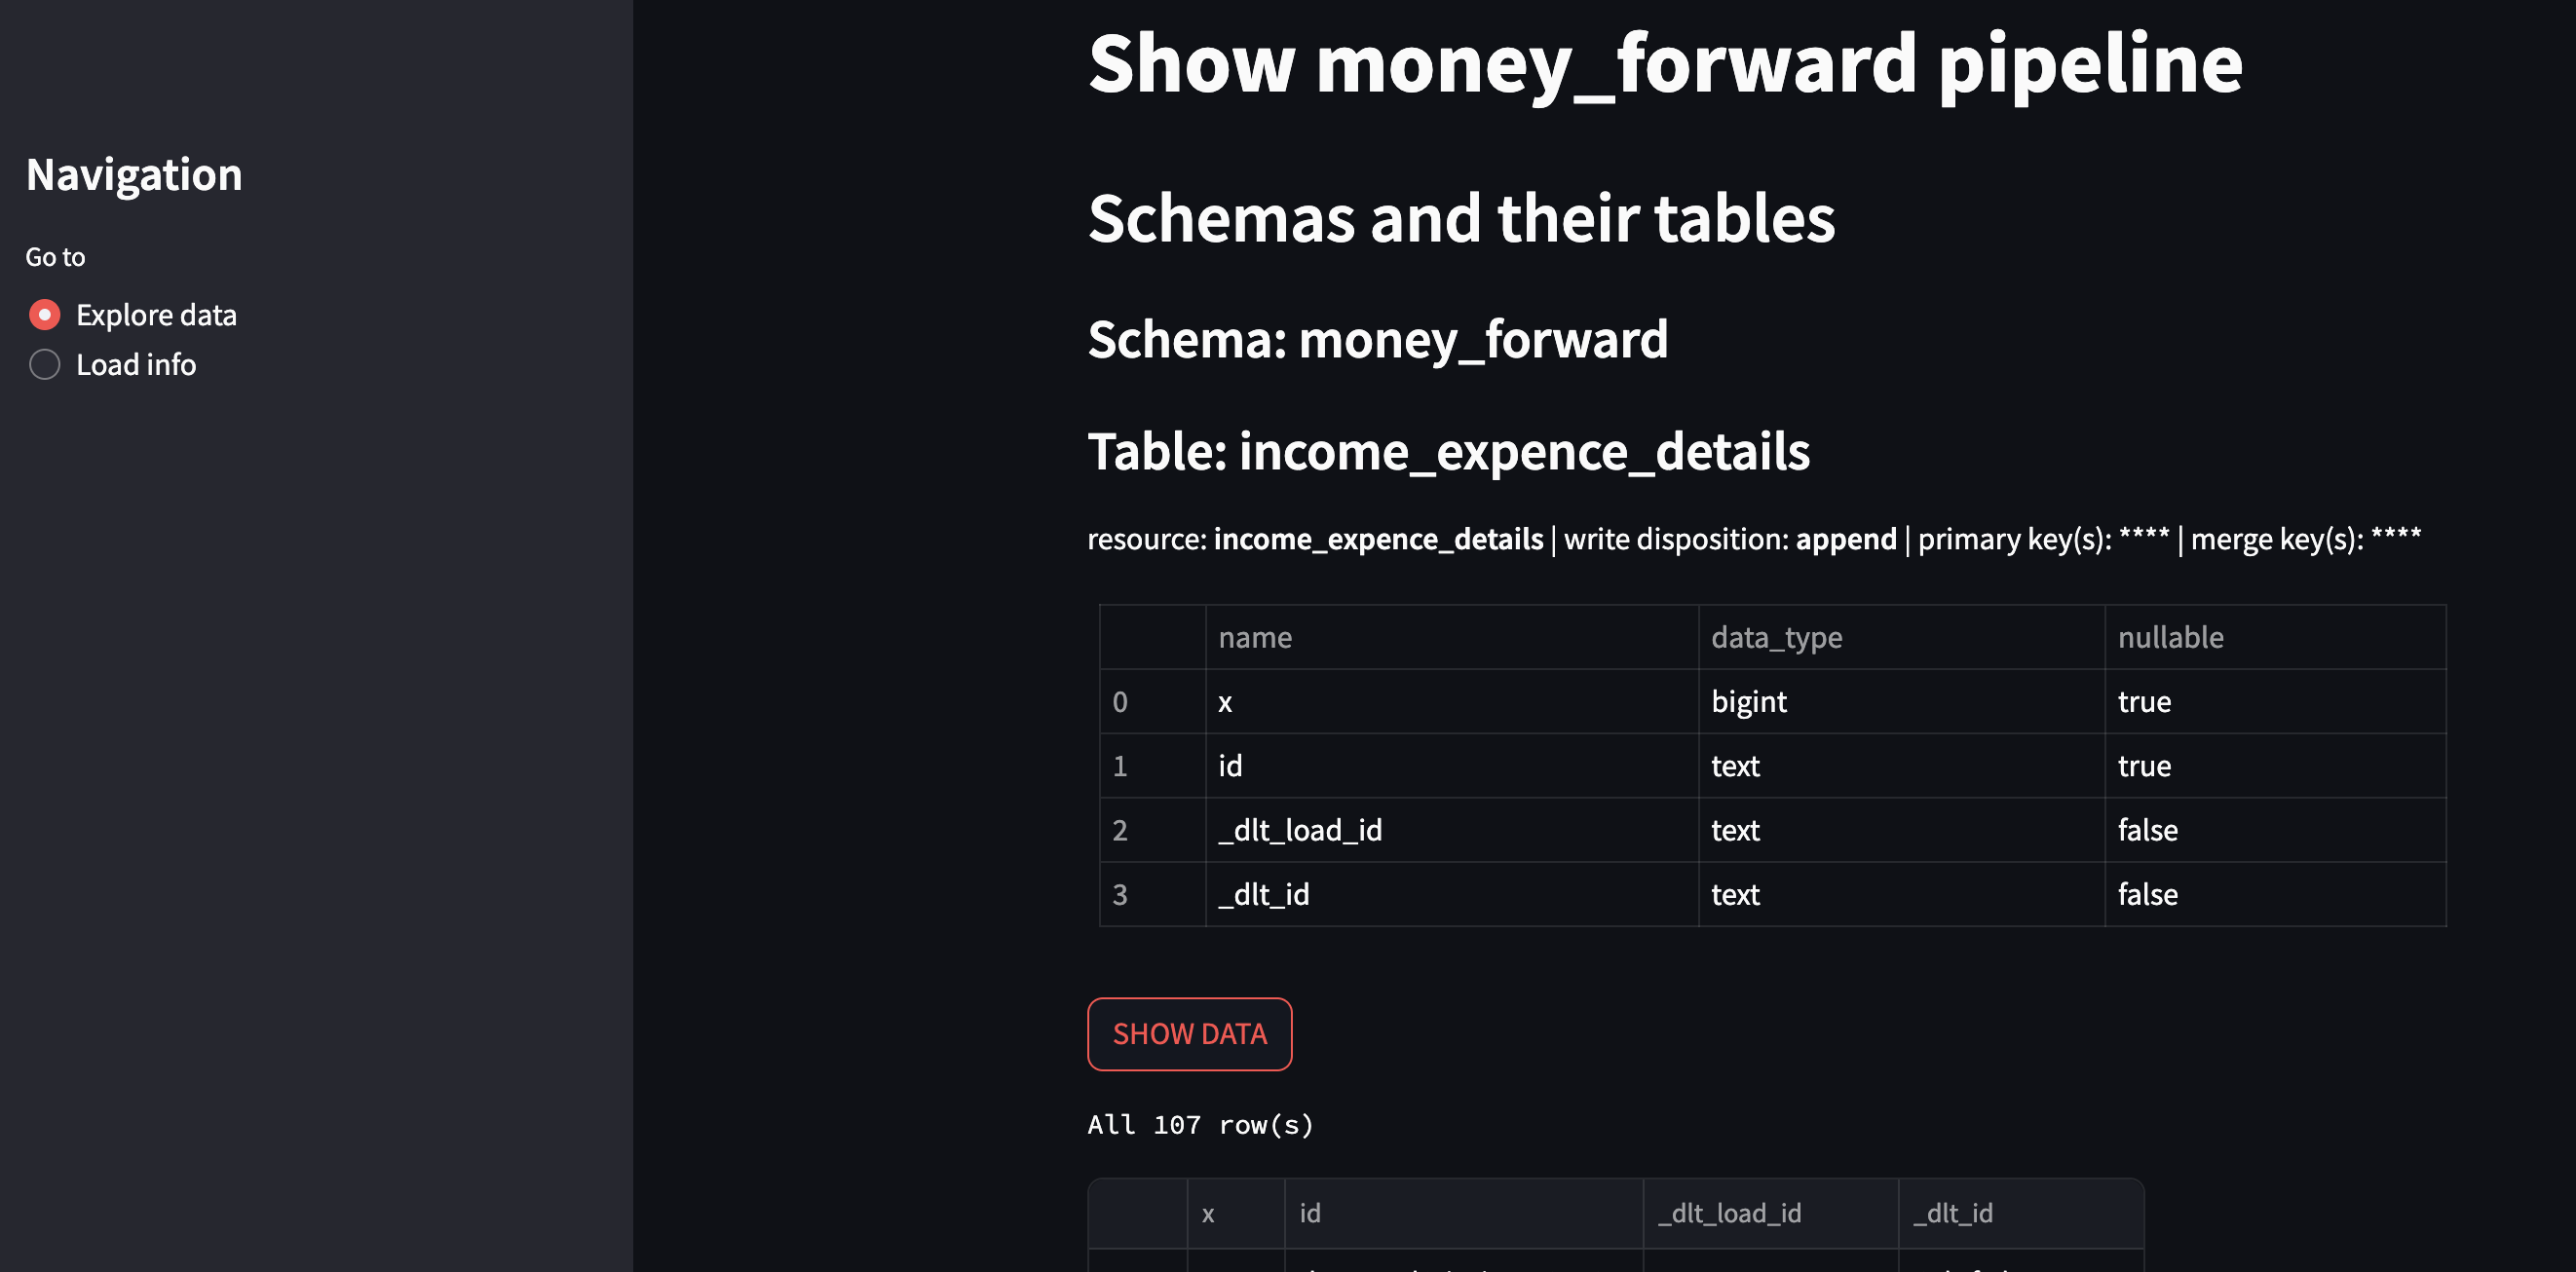 Navigation
Go to
Explore data
Load info
Show money_forward pipeline
Schemas and their tables
Schema: money_forward
Table: income_expence_details
resource: income_expence_details | write disposition: append | primary key(s): **** | merge key(s): ****
name data_type nullable
0 x bigint true
1 id text true
2 _dlt_load_id text false
3 _dlt_id text false
SHOW DATA
All 107 row(s)
x id _dlt_load_id _dlt_id